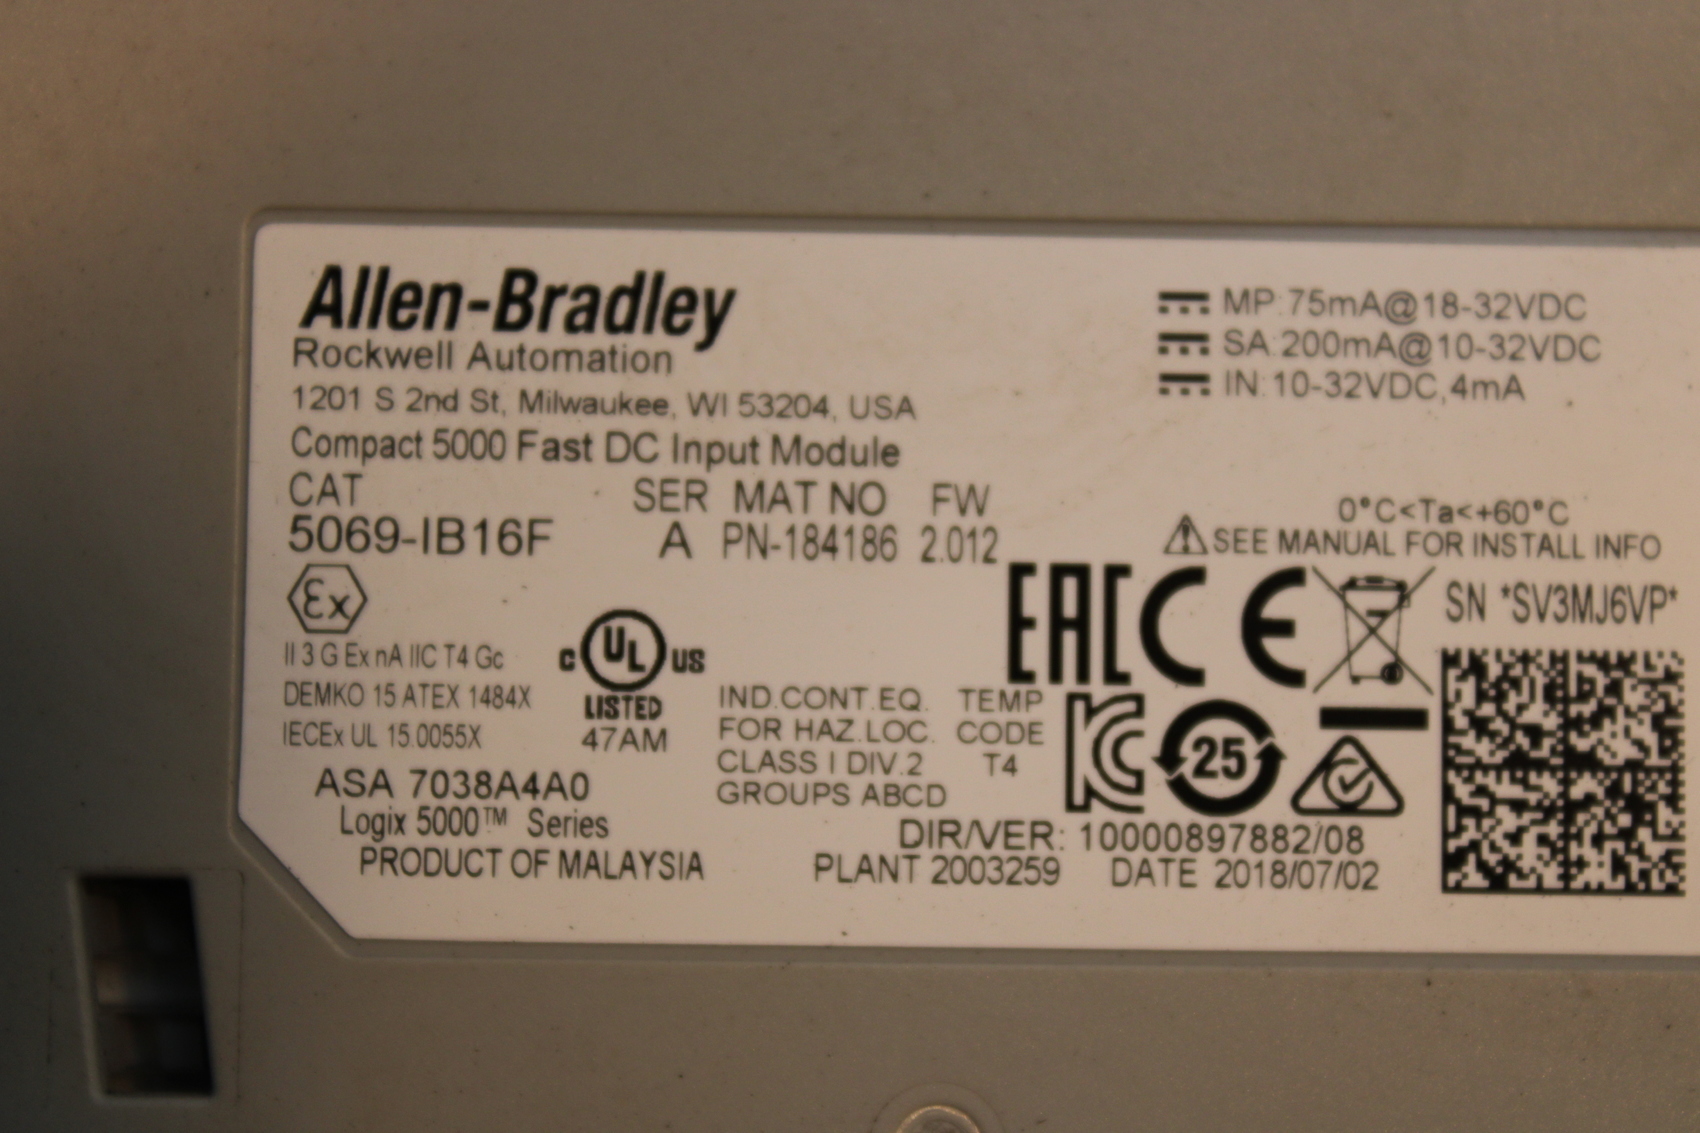 Allen-Bradley
Rockwell Automation
1201 S 2nd St, Milwaukee, WI 53204, USA
Compact 5000 Fast DC Input Module
CAT SER MAT NO FW
5069-IB16F A PN-184186 2.012
MP: 75mA@18-32VDC
SA: 200mA@10-32VDC
IN: 10-32VDC, 4mA
0°C<Ta<+60°C
SEE MANUAL FOR INSTALL INFO
SN *SV3MJ6VP*
Ex
II 3 G Ex nA IIC T4 Gc
DEMKO 15 ATEX 1484X
IECEx UL 15.0055X
c UL US
LISTED
47AM
IND.CONT.EQ.
FOR HAZ.LOC.
CLASS I DIV.2
GROUPS ABCD
TEMP
CODE
T4
EAC CE
KC 25
ASA 7038A4A0
Logix 5000™ Series
PRODUCT OF MALAYSIA
DIR/VER: 10000897882/08
PLANT 2003259 DATE 2018/07/02